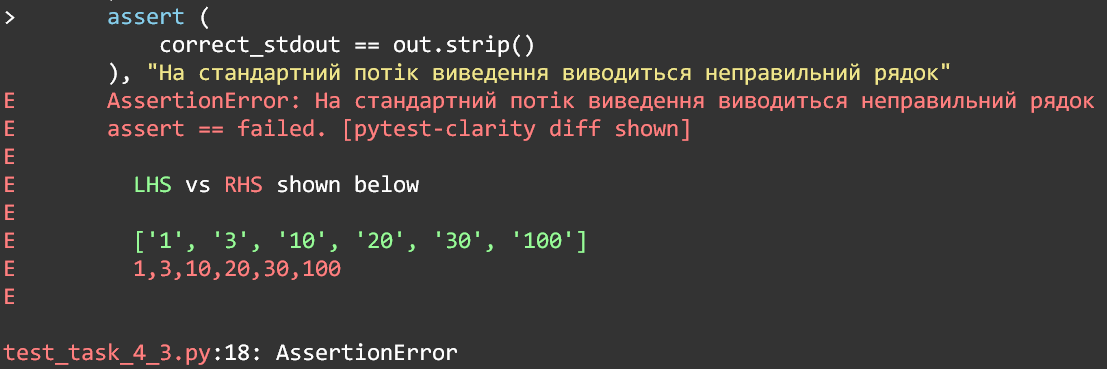 >       assert (
            correct_stdout == out.strip()
        ), "На стандартний потік виведення виводиться неправильний рядок"
E       AssertionError: На стандартний потік виведення виводиться неправильний рядок
E       assert == failed. [pytest-clarity diff shown]
E
E         LHS vs RHS shown below
E
E         ['1', '3', '10', '20', '30', '100']
E         1,3,10,20,30,100
E
test_task_4_3.py:18: AssertionError